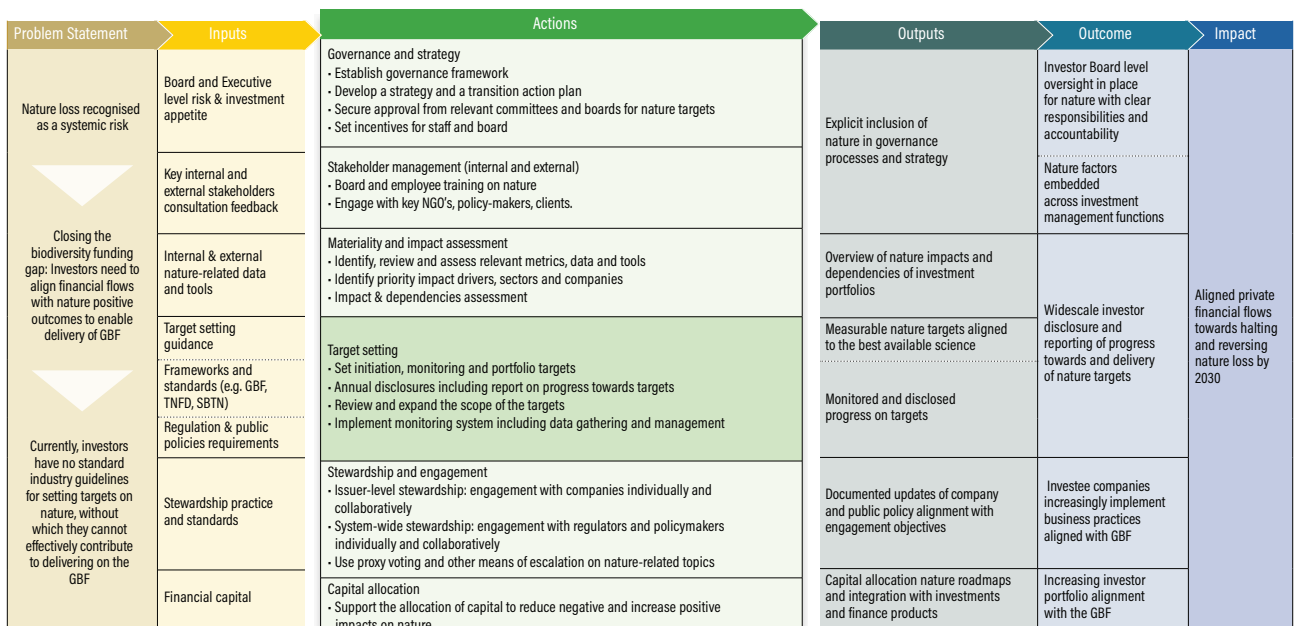 Problem Statement
Inputs
Actions
Outputs
Outcome
Impact
Nature loss recognised
as a systemic risk
Closing the
biodiversity funding
gap: Investors need to
align financial flows
with nature positive
outcomes to enable
delivery of GBF
Currently, investors
have no standard
industry guidelines
for setting targets on
nature, without
which they cannot
effectively contribute
to delivering on the
GBF
Board and Executive
level risk & investment
appetite
Key internal and
external stakeholders
consultation feedback
Internal & external
nature-related data
and tools
Target setting
guidance
Frameworks and
standards (e.g. GBF,
TNFD, SBTN)
Regulation & public
policies requirements
Stewardship practice
and standards
Financial capital
Governance and strategy
• Establish governance framework
• Develop a strategy and a transition action plan
• Secure approval from relevant committees and boards for nature targets
• Set incentives for staff and board
Stakeholder management (internal and external)
• Board and employee training on nature
• Engage with key NGO's, policy-makers, clients.
Materiality and impact assessment
• Identify, review and assess relevant metrics, data and tools
• Identify priority impact drivers, sectors and companies
• Impact & dependencies assessment
Target setting
• Set initiation, monitoring and portfolio targets
• Annual disclosures including report on progress towards targets
• Review and expand the scope of the targets
• Implement monitoring system including data gathering and management
Stewardship and engagement
• Issuer-level stewardship: engagement with companies individually and
collaboratively
• System-wide stewardship: engagement with regulators and policymakers
individually and collaboratively
• Use proxy voting and other means of escalation on nature-related topics
Capital allocation
• Support the allocation of capital to reduce negative and increase positive
impacts on nature
Explicit inclusion of
nature in governance
processes and strategy
Overview of nature impacts and
dependencies of investment
portfolios
Measurable nature targets aligned
to the best available science
Monitored and disclosed
progress on targets
Documented updates of company
and public policy alignment with
engagement objectives
Capital allocation nature roadmaps
and integration with investments
and finance products
Investor Board level
oversight in place
for nature with clear
responsibilities and
accountability
Nature factors
embedded
across investment
management functions
Widescale investor
disclosure and
reporting of progress
towards and delivery
of nature targets
Investee companies
increasingly implement
business practices
aligned with GBF
Increasing investor
portfolio alignment
with the GBF
Aligned private
financial flows
towards halting
and reversing
nature loss by
2030